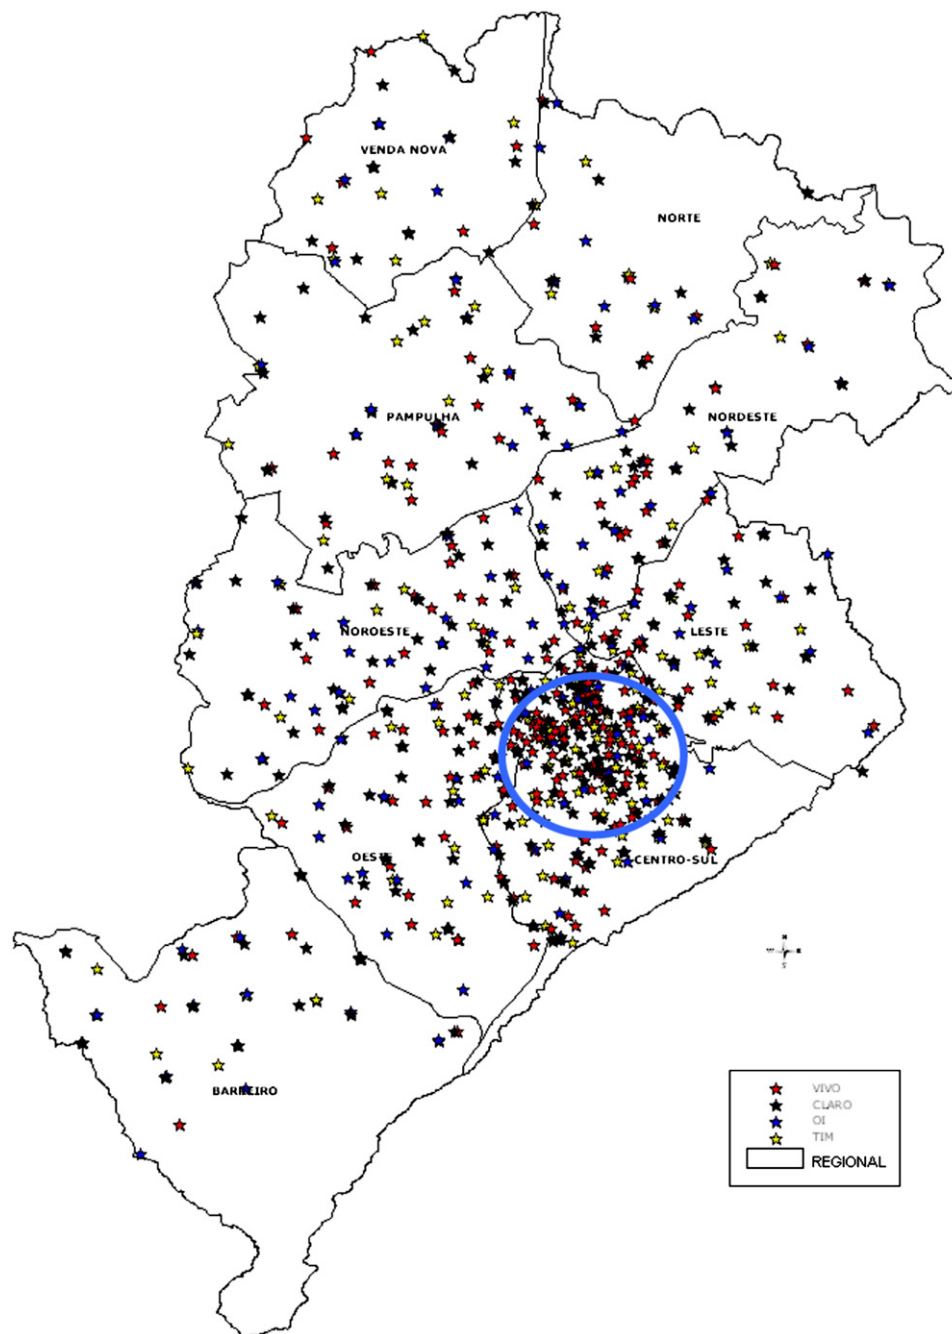 VENDA NOVA
NORTE
PAMPULHA
NORDESTE
NOROESTE
LESTE
OESTE
CENTRO-SUL
BARREIRO
VIVO
CLARO
OI
TIM
REGIONAL